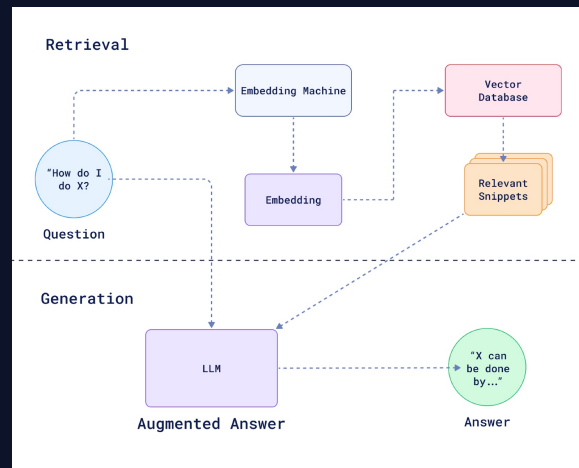 Retrieval
Embedding Machine
Vector
Database
"How do I
do X?
Embedding
Relevant
Snippets
Question
Generation
LLM
"X can
be done
by..."
Augmented Answer
Answer